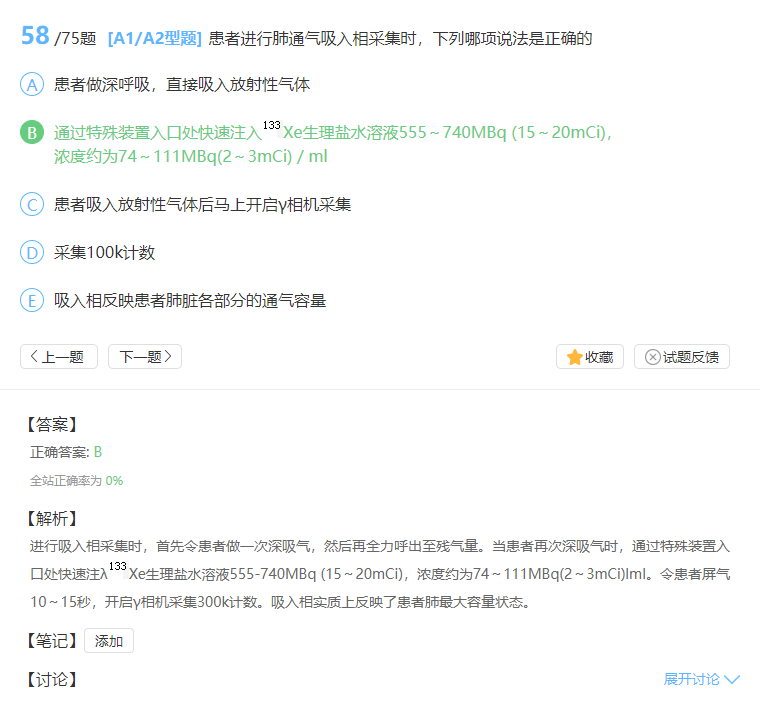 58 /75题 [A1/A2型题] 患者进行肺通气吸入相采集时，下列哪项说法是正确的
A 患者做深呼吸，直接吸入放射性气体
B 通过特殊装置入口处快速注入133Xe生理盐水溶液555～740MBq (15～20mCi)，
浓度约为74～111MBq(2～3mCi) / ml
C 患者吸入放射性气体后马上开启γ相机采集
D 采集100k计数
E 吸入相反映患者肺脏各部分的通气容量
上一题 下一题 收藏 试题反馈
【答案】
正确答案: B
全站正确率为 0%
【解析】
进行吸入相采集时，首先令患者做一次深吸气，然后再全力呼出至残气量。当患者再次深吸气时，通过特殊装置入
口处快速注入133Xe生理盐水溶液555-740MBq (15～20mCi)，浓度约为74～111MBq(2～3mCi)lml。令患者屏气
10～15秒，开启γ相机采集300k计数。吸入相实质上反映了患者肺最大容量状态。
【笔记】 添加
【讨论】 展开讨论